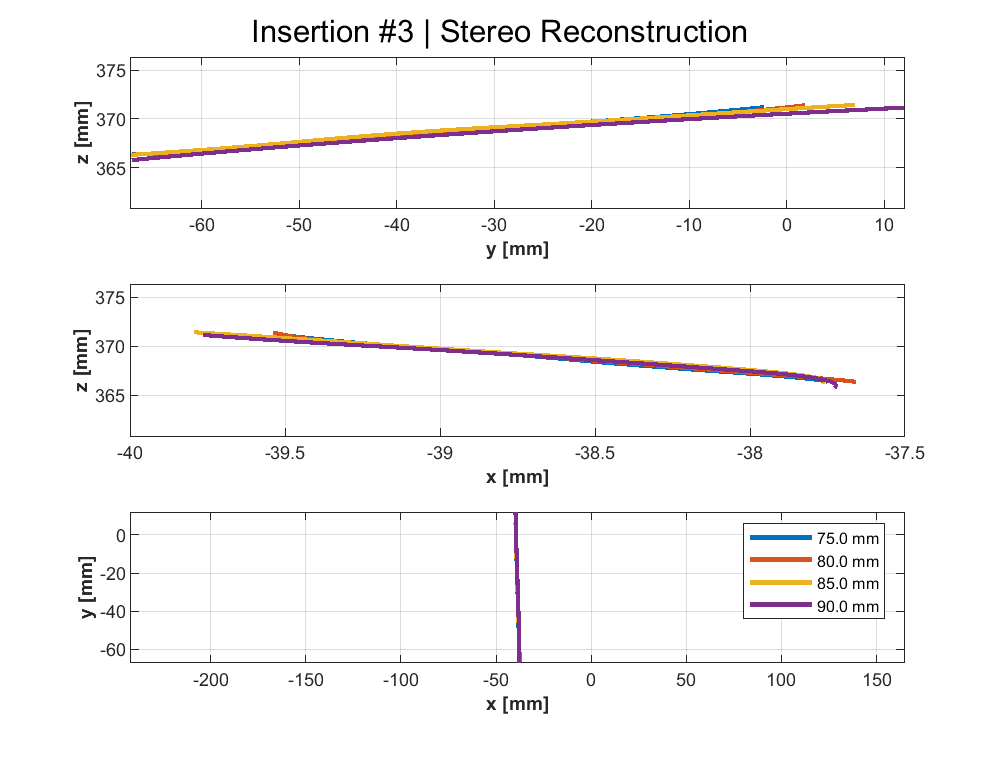 Insertion #3 | Stereo Reconstruction
375
370
365
z [mm]
-60 -50 -40 -30 -20 -10 0 10
y [mm]
375
370
365
z [mm]
-40 -39.5 -39 -38.5 -38 -37.5
x [mm]
0
-20
-40
-60
y [mm]
75.0 mm
80.0 mm
85.0 mm
90.0 mm
-200 -150 -100 -50 0 50 100 150
x [mm]